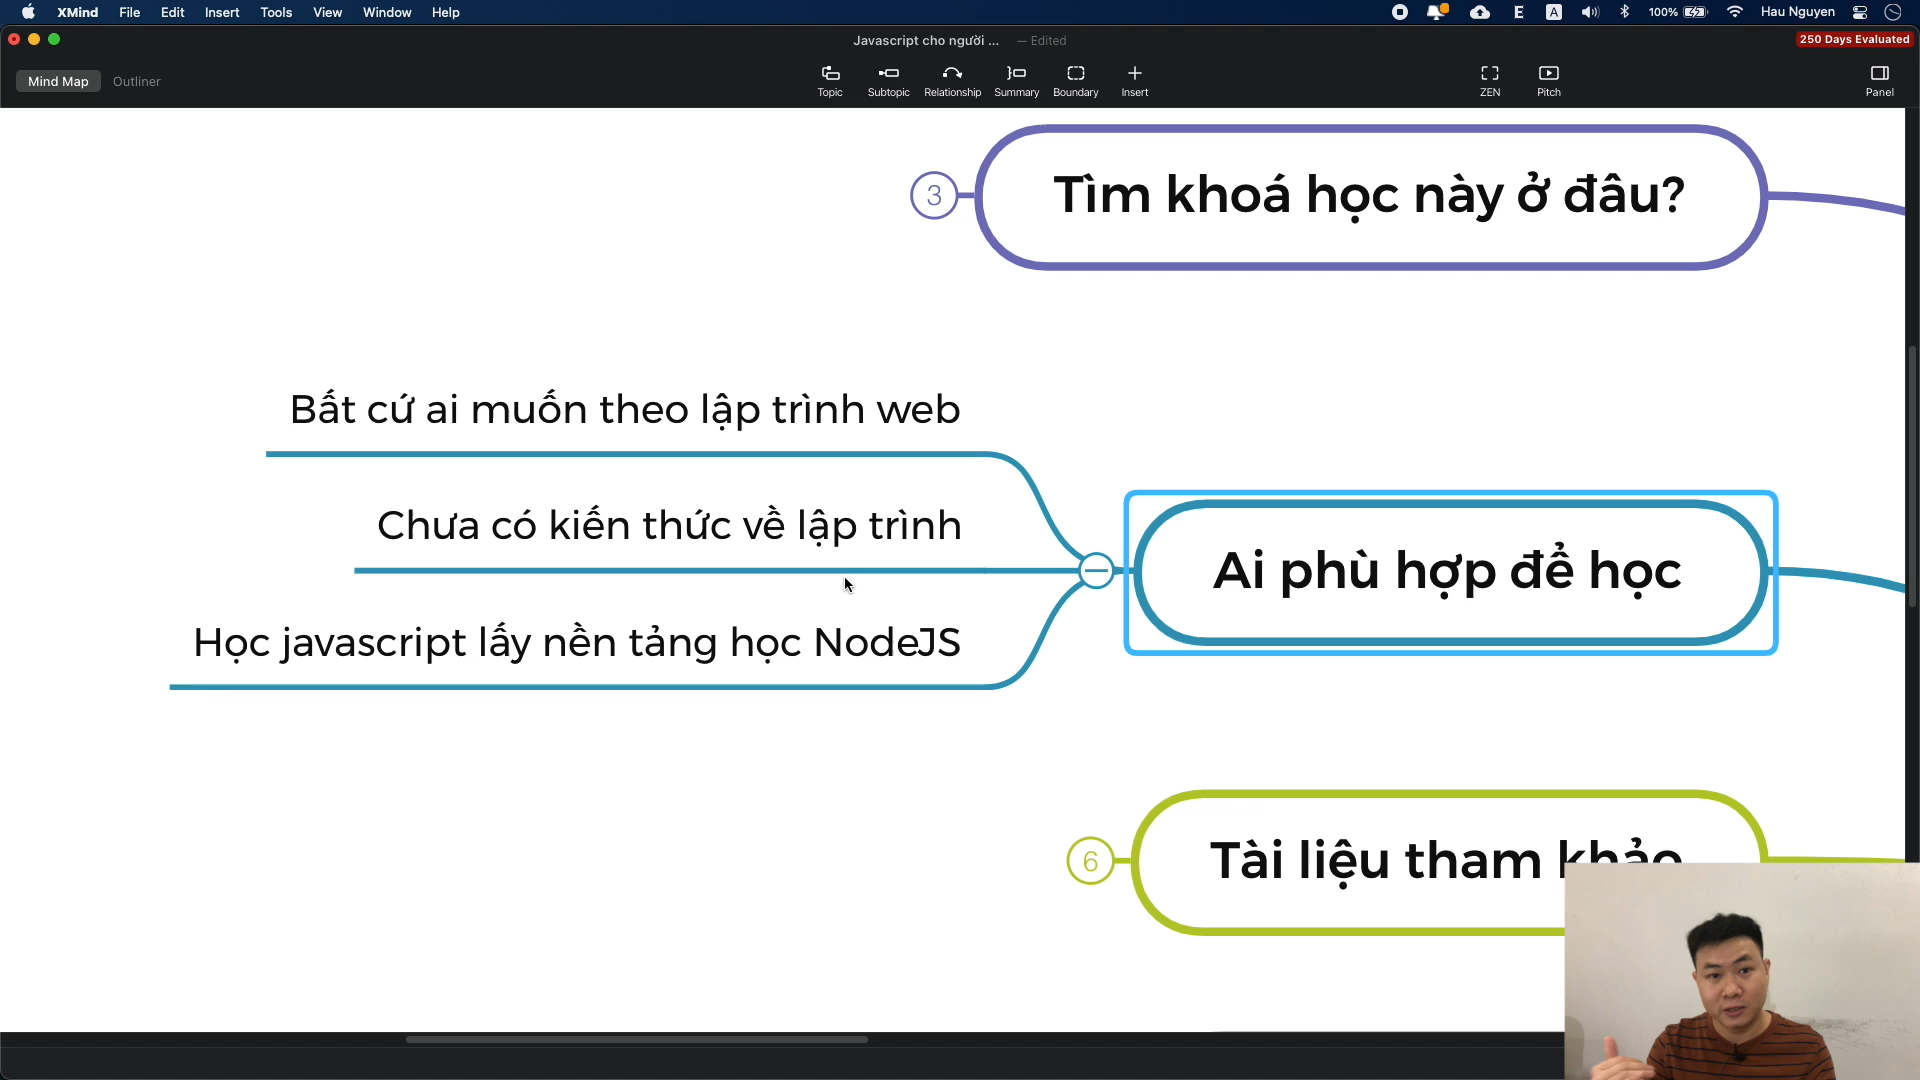 XMind File Edit Insert Tools View Window Help
E A 100% Hau Nguyen
Javascript cho người ... — Edited
250 Days Evaluated
Mind Map Outliner
Topic Subtopic Relationship Summary Boundary Insert ZEN Pitch Panel
3 Tìm khoá học này ở đâu?
Bất cứ ai muốn theo lập trình web
Chưa có kiến thức về lập trình
Ai phù hợp để học
Học javascript lấy nền tảng học NodeJS
6 Tài liệu tham khảo